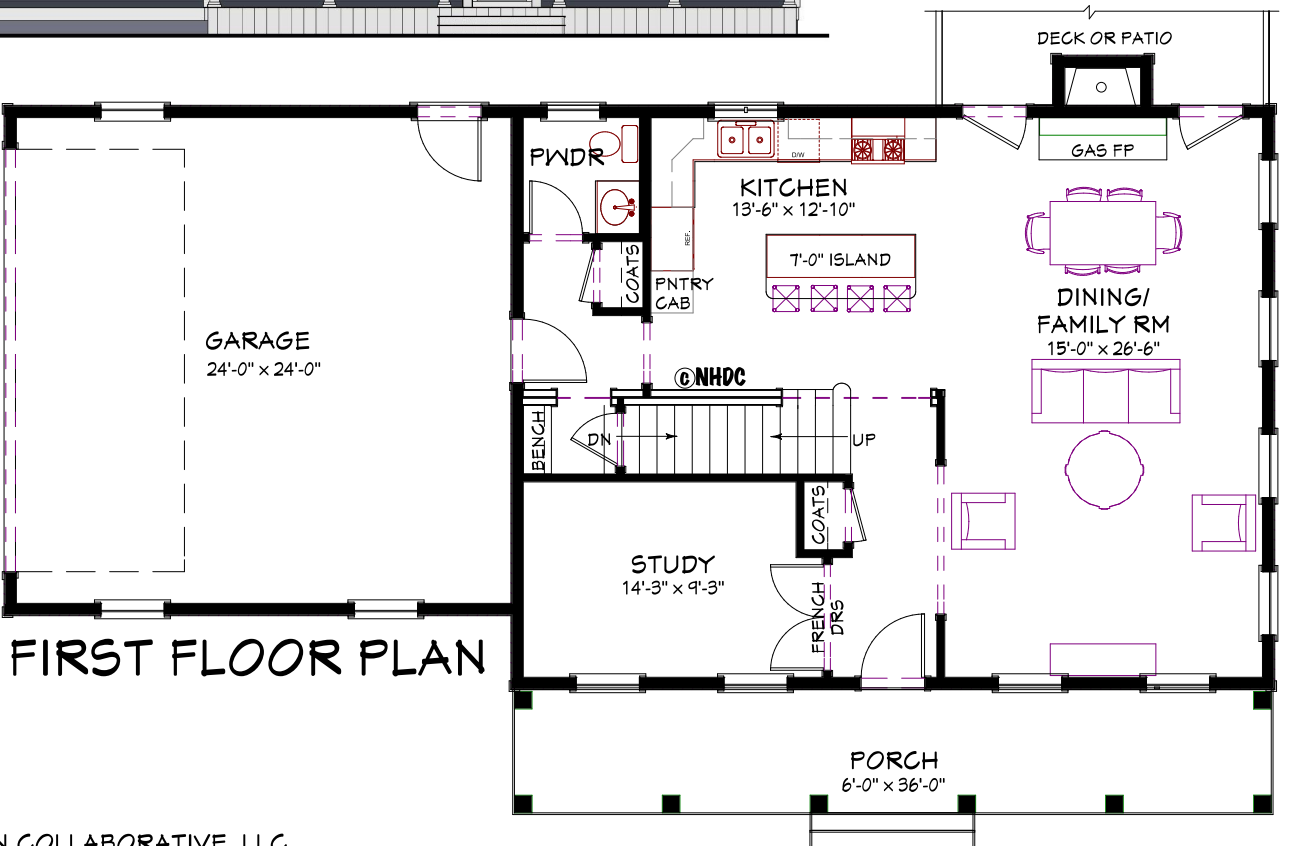 DECK OR PATIO
GAS FP
PWDR
D/W
KITCHEN
13'-6" x 12'-10"
REF.
COATS
7'-0" ISLAND
PNTRY
CAB
DINING/
FAMILY RM
15'-0" x 26'-6"
GARAGE
24'-0" x 24'-0"
©NHDC
BENCH
DN
UP
COATS
STUDY
14'-3" x 9'-3"
FRENCH
DRS
FIRST FLOOR PLAN
PORCH
6'-0" x 36'-0"
N COLLABORATIVE, LLC